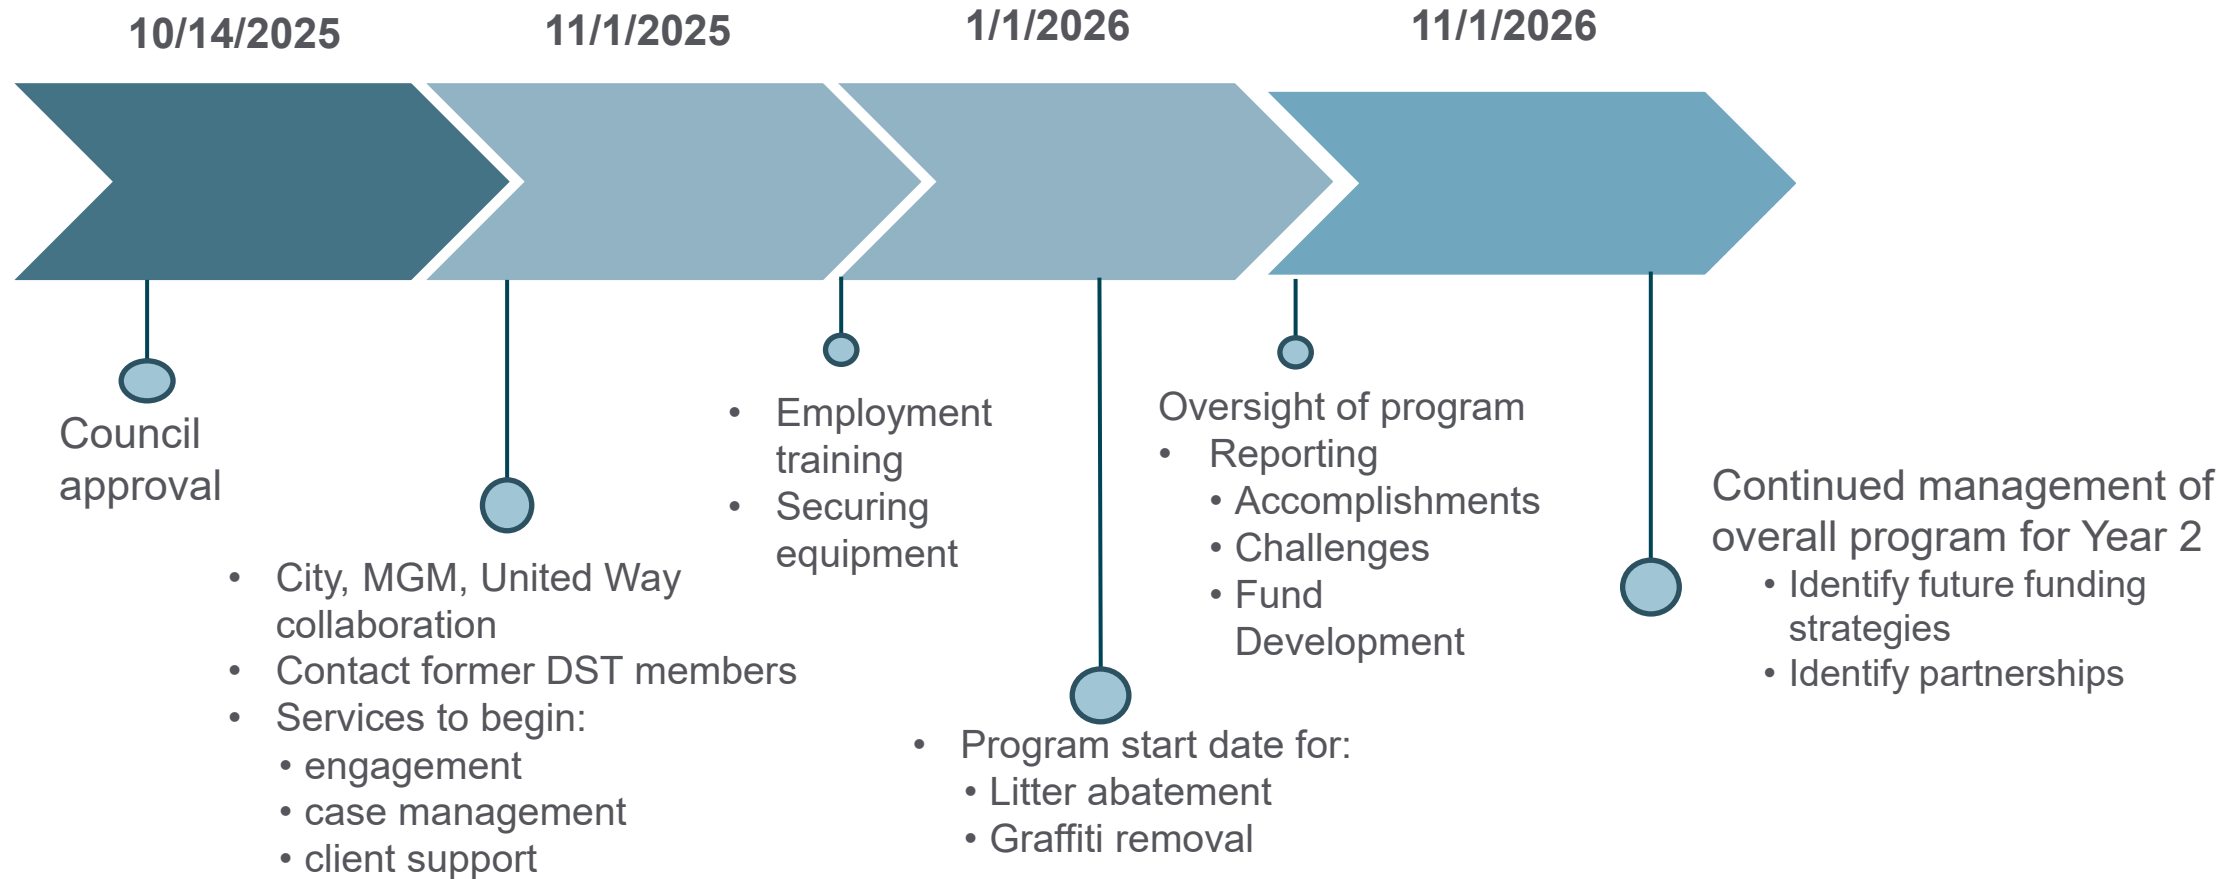 10/14/2025
11/1/2025
1/1/2026
11/1/2026
Council
approval
• City, MGM, United Way
collaboration
• Contact former DST members
• Services to begin:
• engagement
• case management
• client support
• Employment
training
• Securing
equipment
• Program start date for:
• Litter abatement
• Graffiti removal
Oversight of program
• Reporting
• Accomplishments
• Challenges
• Fund
Development
Continued management of
overall program for Year 2
• Identify future funding
strategies
• Identify partnerships